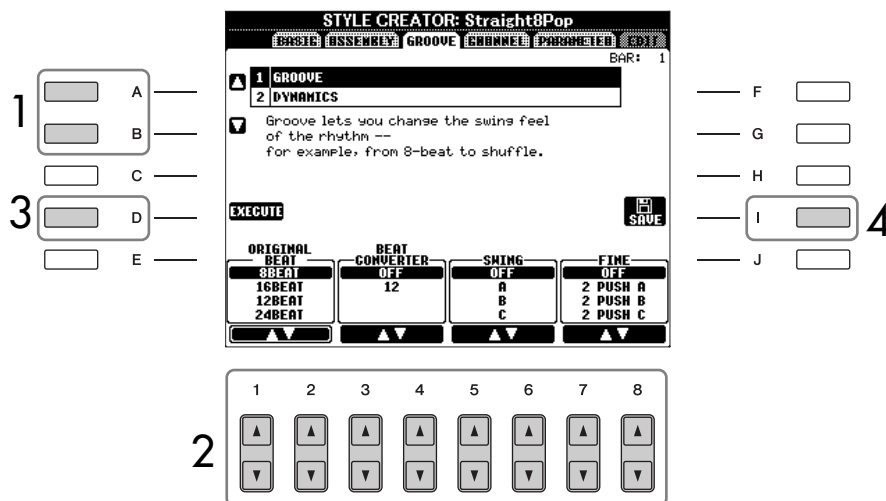 STYLE CREATOR: Straight8Pop
BASIC ASSEMBLY GROOVE CHANNEL PARAMETER EDIT
BAR: 1
1 GROOVE
2 DYNAMICS
Groove lets you change the swing feel
of the rhythm --
for example, from 8-beat to shuffle.
EXECUTE
SAVE
ORIGINAL BEAT
8BEAT
16BEAT
12BEAT
24BEAT
BEAT CONVERTER
OFF
12
SWING
OFF
A
B
C
FINE
OFF
2 PUSH A
2 PUSH B
2 PUSH C
1
A
B
C
3
D
E
F
G
H
I
4
J
1 2 3 4 5 6 7 8
2